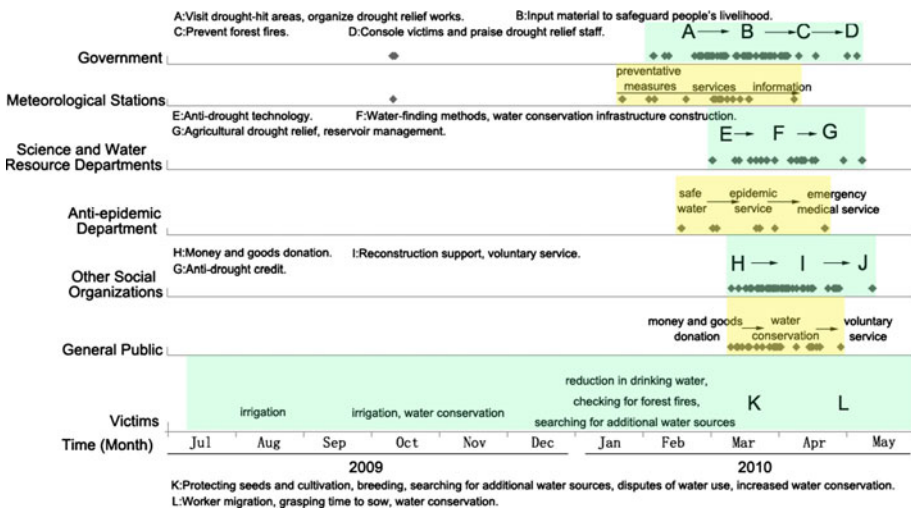 A:Visit drought-hit areas, organize drought relief works. B:Input material to safeguard people's livelihood.
C:Prevent forest fires. D:Console victims and praise drought relief staff.
A B C D
Government
preventative
measures services information
Meteorological Stations
E:Anti-drought technology. F:Water-finding methods, water conservation infrastructure construction.
G:Agricultural drought relief, reservoir management.
E F G
Science and Water
Resource Departments
safe epidemic emergency
water service medical service
Anti-epidemic
Department
H:Money and goods donation. I:Reconstruction support, voluntary service.
G:Anti-drought credit.
H I J
Other Social
Organizations
money and goods water voluntary
donation conservation service
General Public
reduction in drinking water,
checking for forest fires,
irrigation irrigation, water conservation searching for additional water sources
K L
Victims
Time (Month) Jul Aug Sep Oct Nov Dec Jan Feb Mar Apr May
2009 2010
K:Protecting seeds and cultivation, breeding, searching for additional water sources, disputes of water use, increased water conservation.
L:Worker migration, grasping time to sow, water conservation.